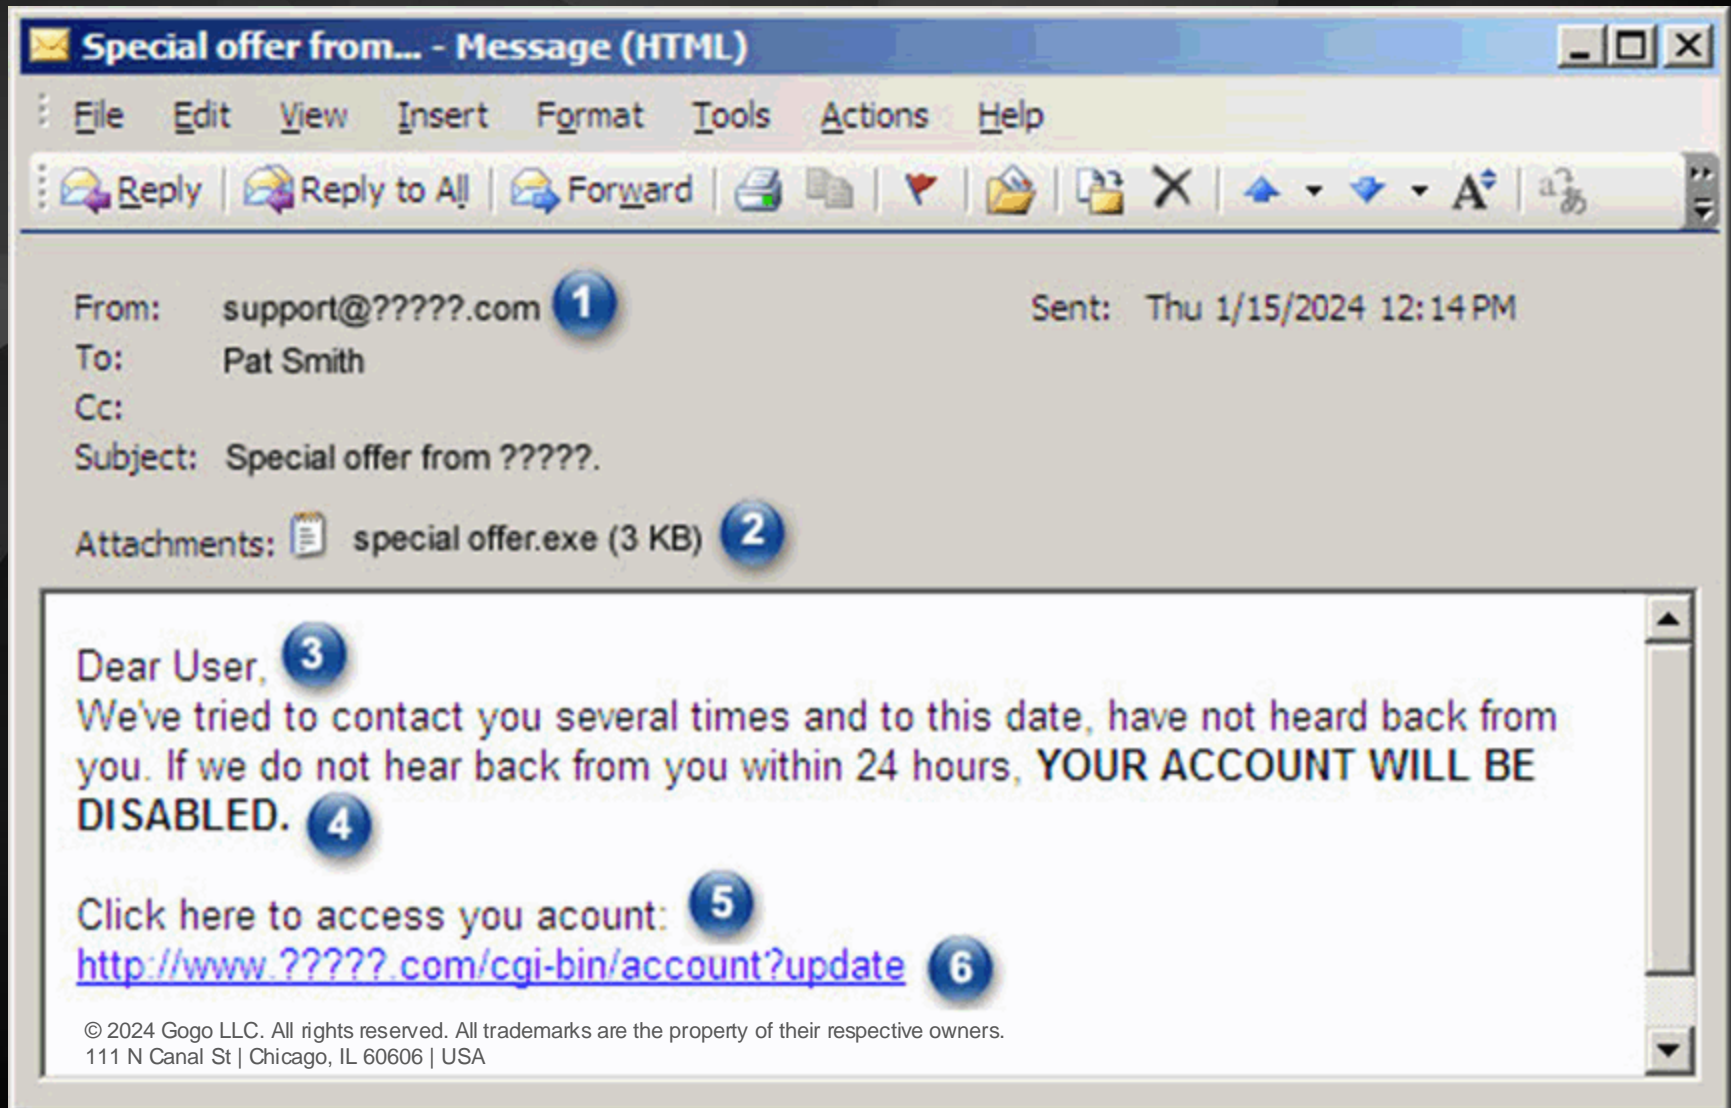 Special offer from... - Message (HTML)
File Edit View Insert Format Tools Actions Help
Reply Reply to All Forward A aあ
From: support@?????.com 1 Sent: Thu 1/15/2024 12:14 PM
To: Pat Smith
Cc:
Subject: Special offer from ?????.
Attachments: special offer.exe (3 KB) 2
Dear User, 3
We've tried to contact you several times and to this date, have not heard back from
you. If we do not hear back from you within 24 hours, YOUR ACCOUNT WILL BE
DISABLED. 4
Click here to access you acount: 5
http://www.?????.com/cgi-bin/account?update 6
© 2024 Gogo LLC. All rights reserved. All trademarks are the property of their respective owners.
111 N Canal St | Chicago, IL 60606 | USA